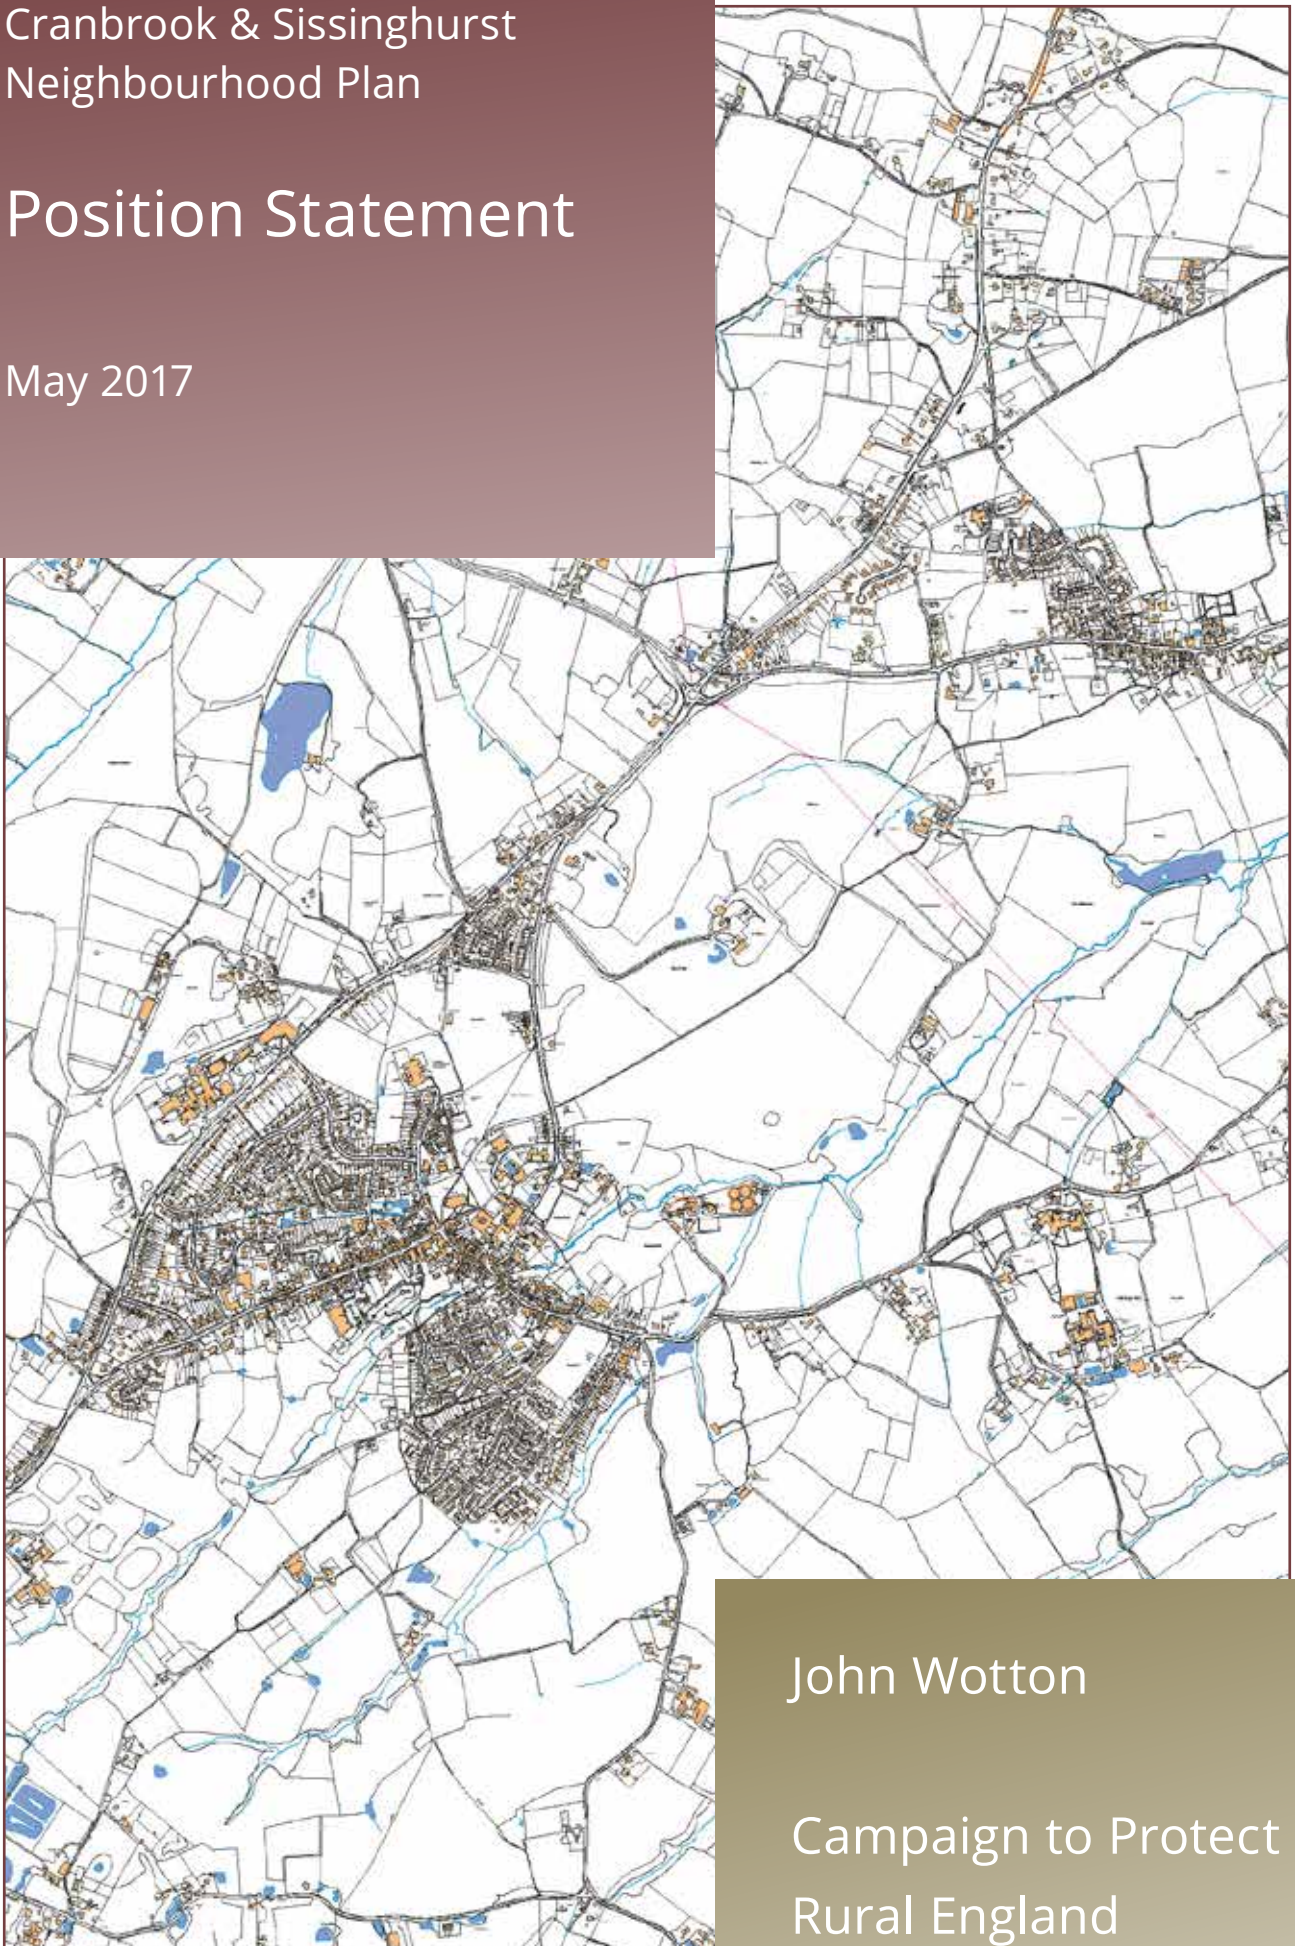 Cranbrook & Sissinghurst
Neighbourhood Plan
Position Statement
May 2017
John Wotton
Campaign to Protect
Rural England